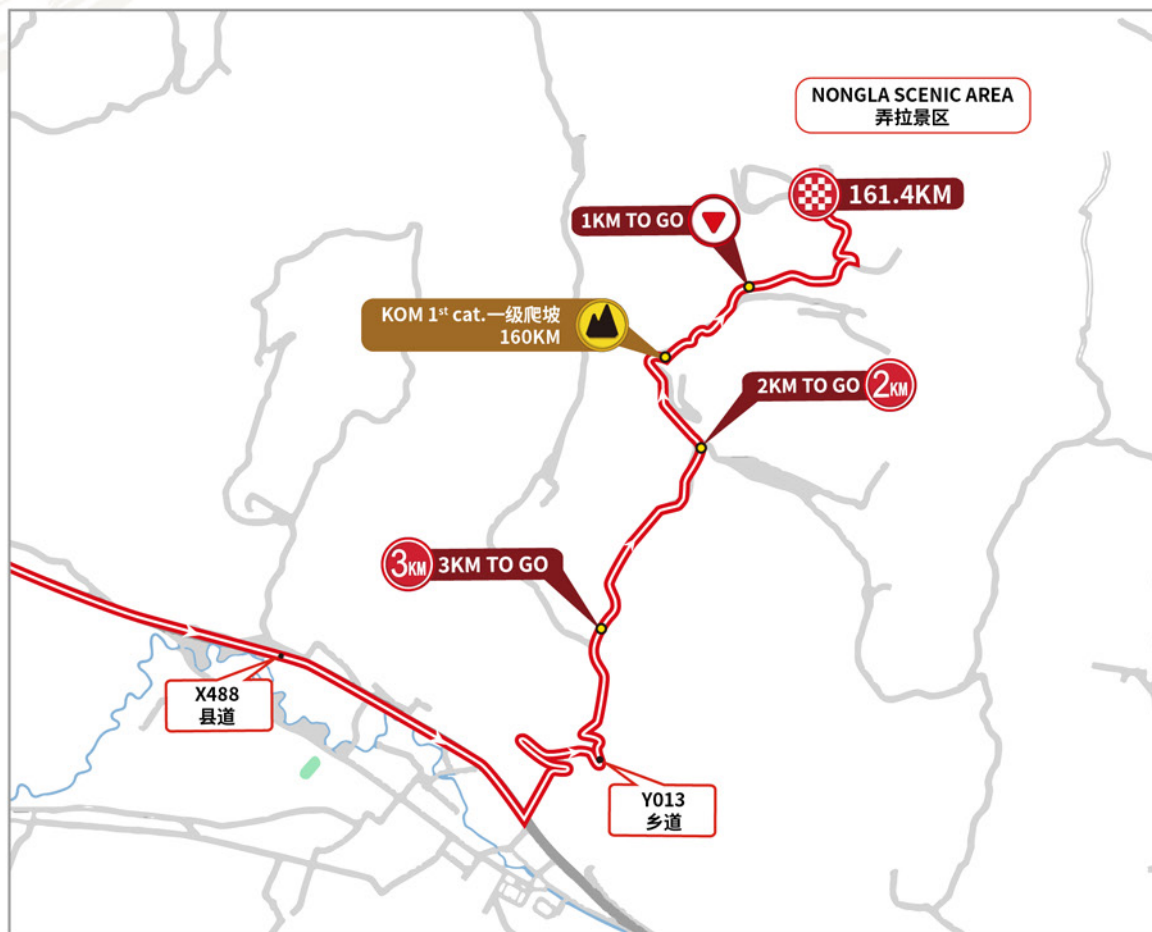 NONGLA SCENIC AREA
弄拉景区
161.4KM
1KM TO GO
KOM 1st cat.一级爬坡
160KM
2KM TO GO
2KM
3KM
3KM TO GO
X488
县道
Y013
乡道